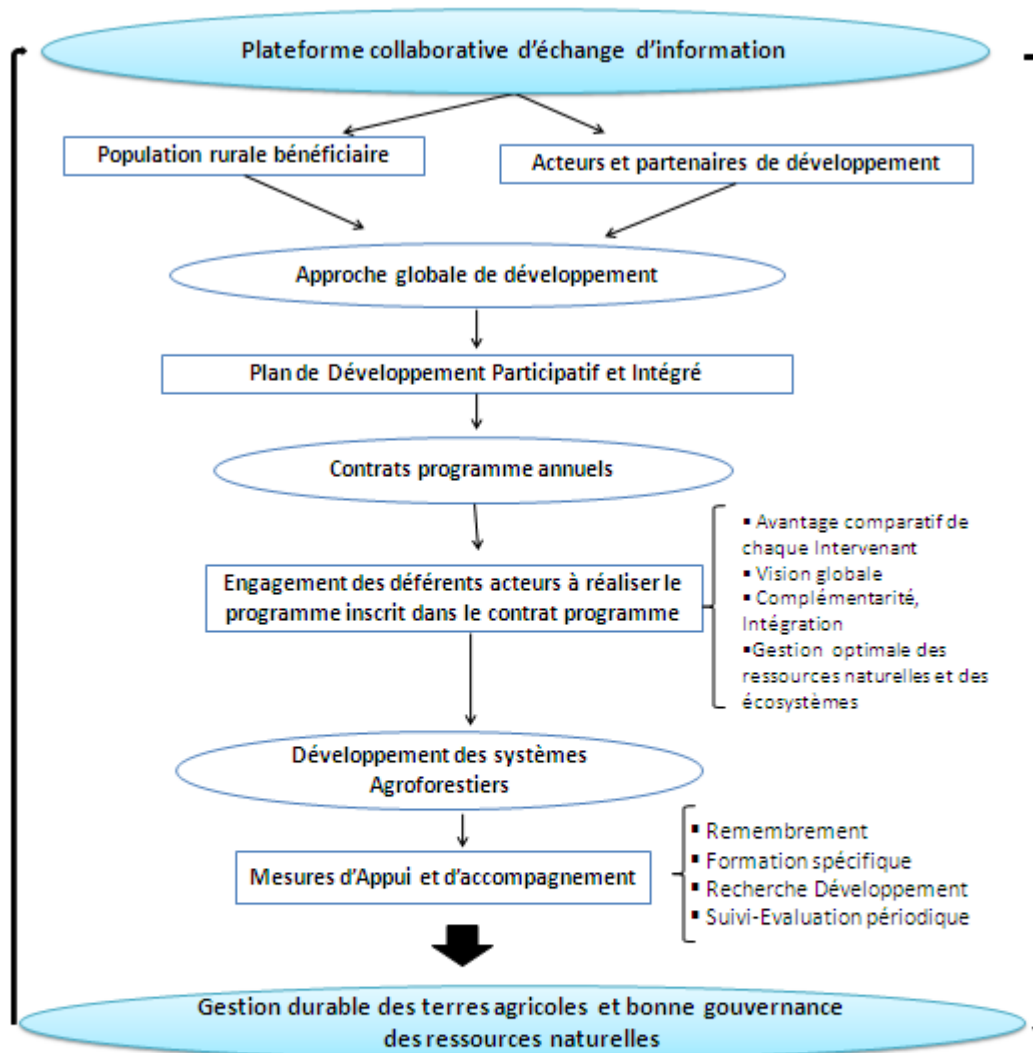 Plateforme collaborative d'échange d'information
Population rurale bénéficiaire
Acteurs et partenaires de développement
Approche globale de développement
Plan de Développement Participatif et Intégré
Contrats programme annuels
Engagement des déférents acteurs à réaliser le
programme inscrit dans le contrat programme
▪ Avantage comparatif de
chaque Intervenant
▪ Vision globale
▪ Complémentarité,
Intégration
▪Gestion optimale des
ressources naturelles et des
écosystèmes
Développement des systèmes
Agroforestiers
Mesures d'Appui et d'accompagnement
▪ Remembrement
▪ Formation spécifique
▪ Recherche Développement
▪ Suivi-Evaluation périodique
Gestion durable des terres agricoles et bonne gouvernance
des ressources naturelles